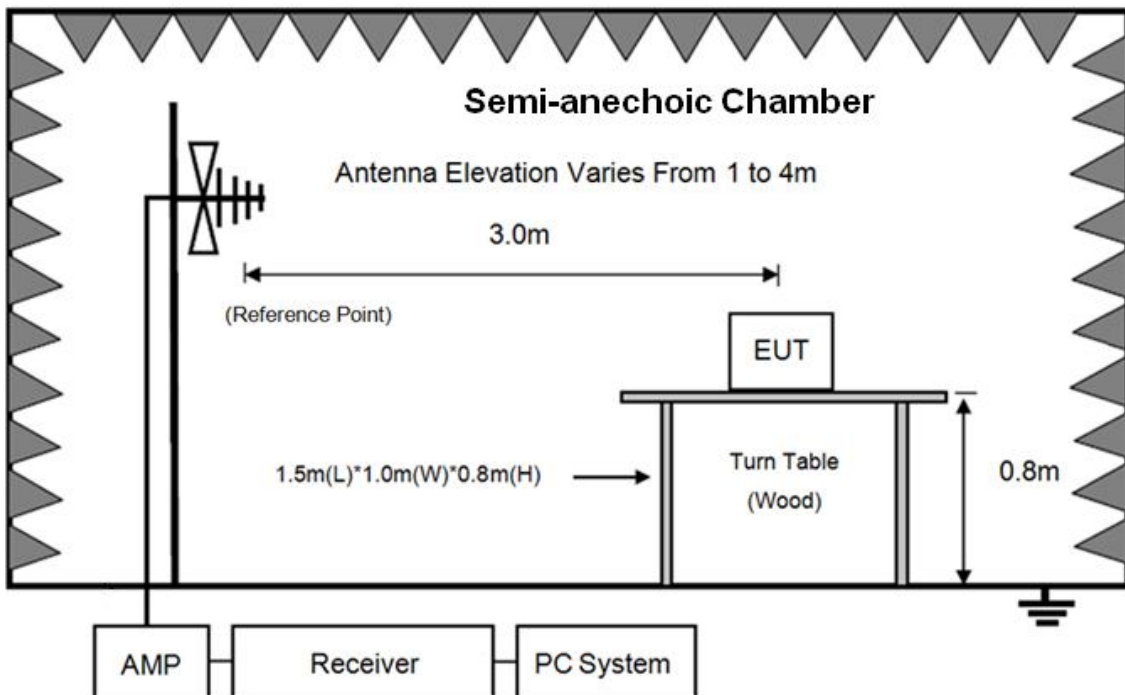 Semi-anechoic Chamber
Antenna Elevation Varies From 1 to 4m
3.0m
(Reference Point)
EUT
1.5m(L)*1.0m(W)*0.8m(H)
Turn Table
(Wood)
0.8m
AMP
Receiver
PC System